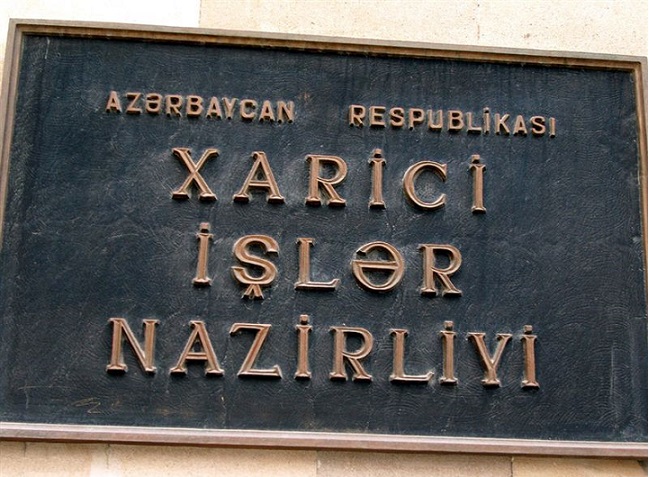 AZƏRBAYCAN RESPUBLİKASI
XARİCİ
İŞLƏR
NAZİRLİYİ